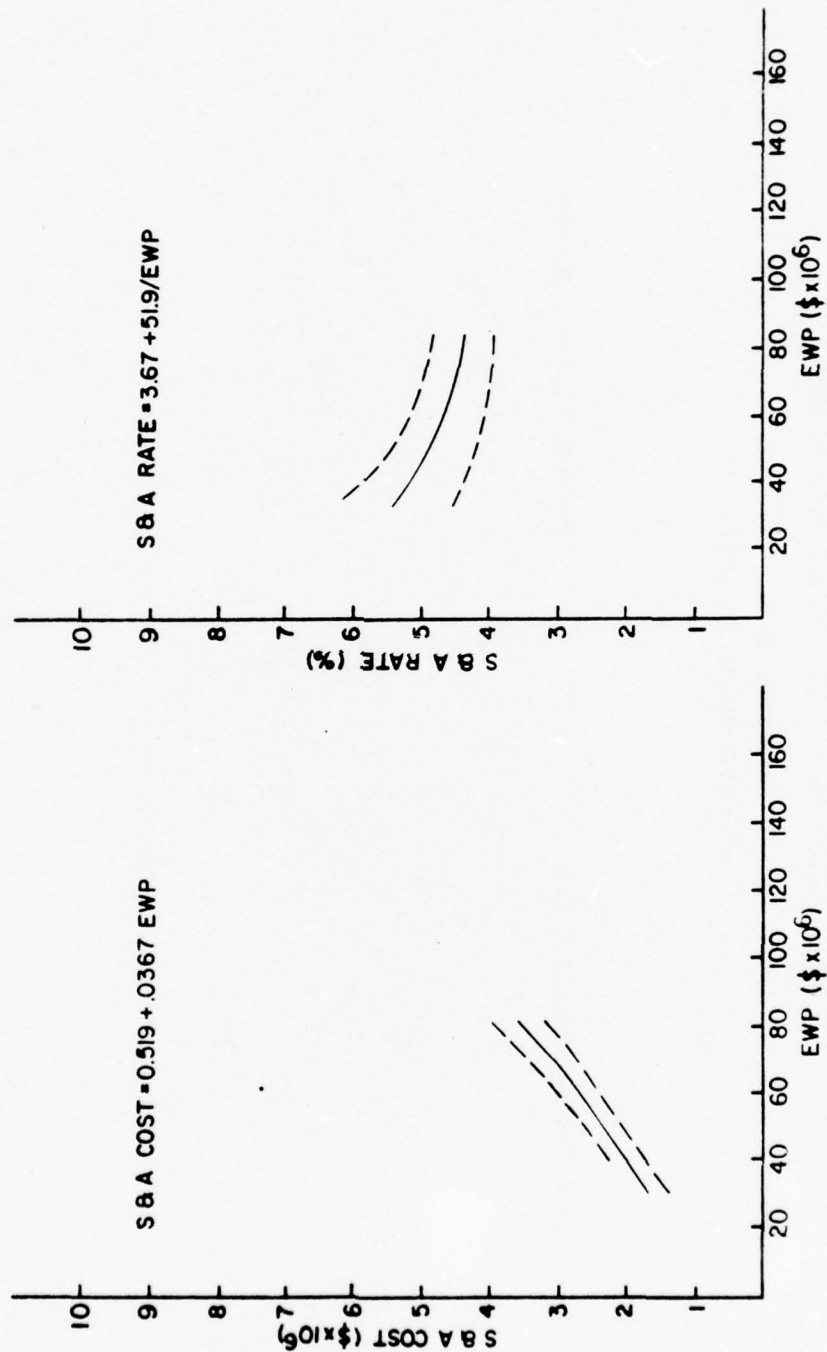 S & A COST = 0.519 + .0367 EWP
S & A COST ($x10⁶)
10
9
8
7
6
5
4
3
2
1
20 40 60 80 100 120 140 160
EWP ($x10⁶)
S & A RATE = 3.67 + 51.9/EWP
S & A RATE (%)
10
9
8
7
6
5
4
3
2
1
20 40 60 80 100 120 140 160
EWP ($x10⁶)